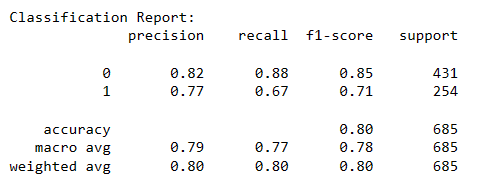 Classification Report:
precision recall f1-score support
0 0.82 0.88 0.85 431
1 0.77 0.67 0.71 254
accuracy 0.80 685
macro avg 0.79 0.77 0.78 685
weighted avg 0.80 0.80 0.80 685